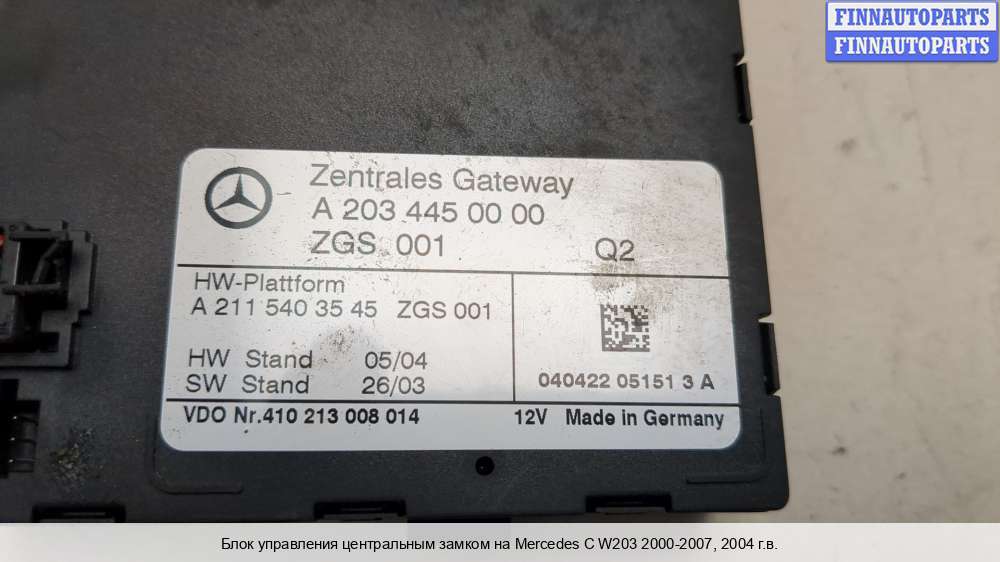 FINNAUTOPARTS
FINNAUTOPARTS
Zentrales Gateway
A 203 445 00 00
ZGS 001 Q2
HW-Plattform
A 211 540 35 45 ZGS 001
HW Stand 05/04
SW Stand 26/03
040422 05151 3 A
VDO Nr.410 213 008 014 12V Made in Germany
Блок управления центральным замком на Mercedes C W203 2000-2007, 2004 г.в.